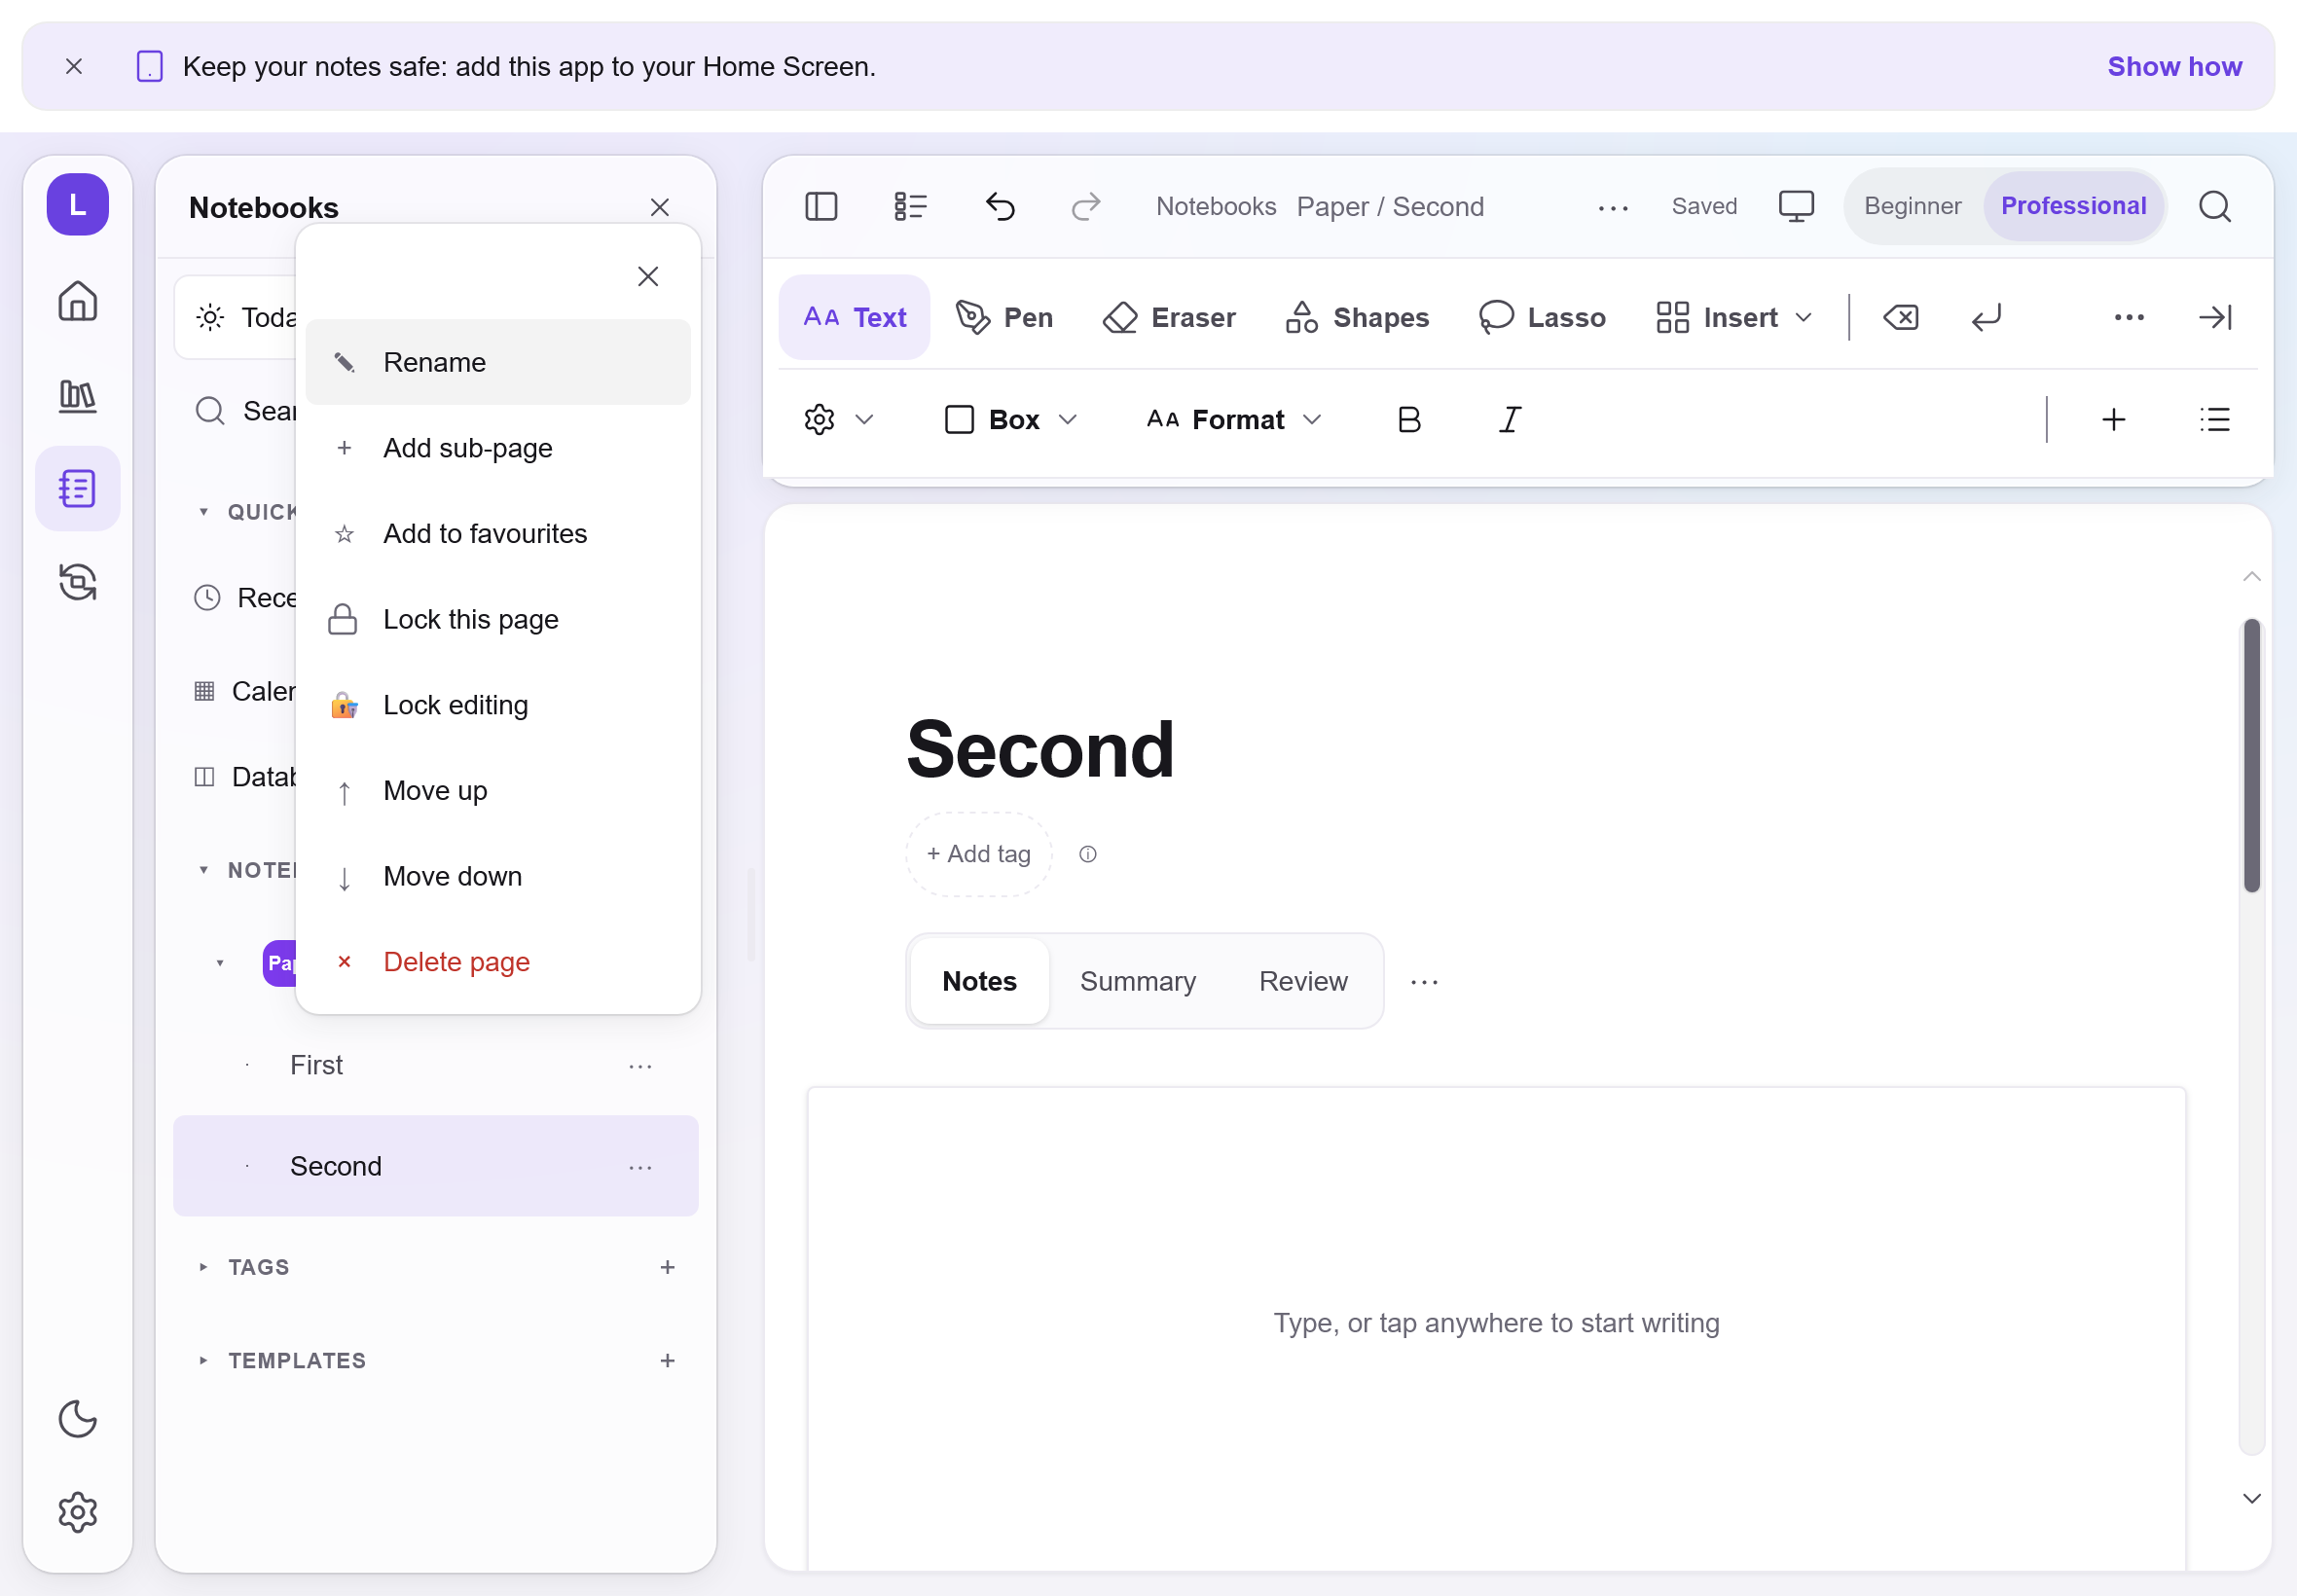 Keep your notes safe: add this app to your Home Screen.
Show how
L
Notebooks
Rename
Add sub-page
Add to favourites
Lock this page
Lock editing
Move up
Move down
Delete page
First
Second
TAGS
TEMPLATES
Notebooks Paper / Second
Saved
Beginner Professional
Text Pen Eraser Shapes Lasso Insert
Box Format B I
Second
+ Add tag
Notes Summary Review
Type, or tap anywhere to start writing